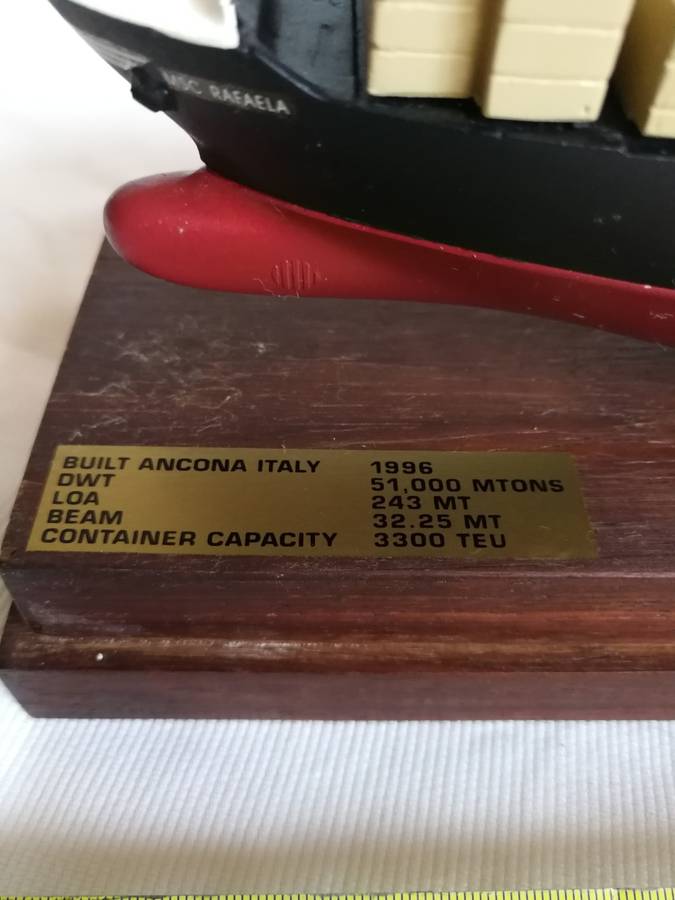 MSC RAFAELA
BUILT ANCONA ITALY 1996
DWT 51,000 MTONS
LOA 243 MT
BEAM 32.25 MT
CONTAINER CAPACITY 3300 TEU